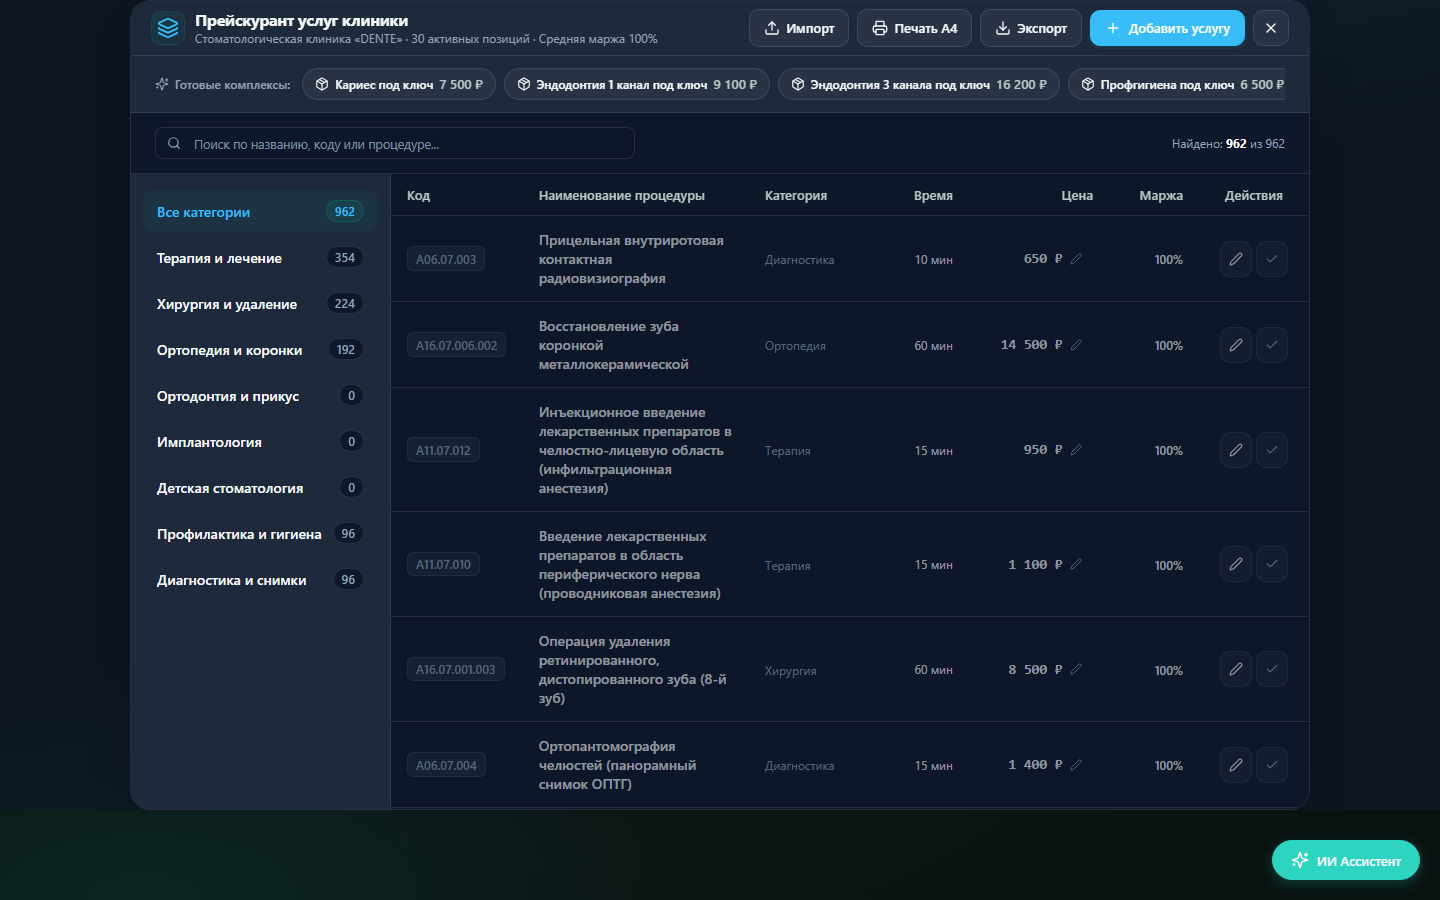 Прейскурант услуг клиники
Стоматологическая клиника «DENTE» · 30 активных позиций · Средняя маржа 100%
Импорт
Печать А4
Экспорт
Добавить услугу
Готовые комплексы:
Кариес под ключ 7 500 ₽
Эндодонтия 1 канал под ключ 9 100 ₽
Эндодонтия 3 канала под ключ 16 200 ₽
Профгигиена под ключ 6 500 ₽
Поиск по названию, коду или процедуре...
Найдено: 962 из 962
Все категории 962
Терапия и лечение 354
Хирургия и удаление 224
Ортопедия и коронки 192
Ортодонтия и прикус 0
Имплантология 0
Детская стоматология 0
Профилактика и гигиена 96
Диагностика и снимки 96
Код Наименование процедуры Категория Время Цена Маржа Действия
A06.07.003 Прицельная внутриротовая контактная радиовизиография Диагностика 10 мин 650 ₽ 100%
A16.07.006.002 Восстановление зуба коронкой металлокерамической Ортопедия 60 мин 14 500 ₽ 100%
A11.07.012 Инъекционное введение лекарственных препаратов в челюстно-лицевую область (инфильтрационная анестезия) Терапия 15 мин 950 ₽ 100%
A11.07.010 Введение лекарственных препаратов в область периферического нерва (проводниковая анестезия) Терапия 15 мин 1 100 ₽ 100%
A16.07.001.003 Операция удаления ретинированного, дистопированного зуба (8-й зуб) Хирургия 60 мин 8 500 ₽ 100%
A06.07.004 Ортопантомография челюстей (панорамный снимок ОПТГ) Диагностика 15 мин 1 400 ₽ 100%
ИИ Ассистент